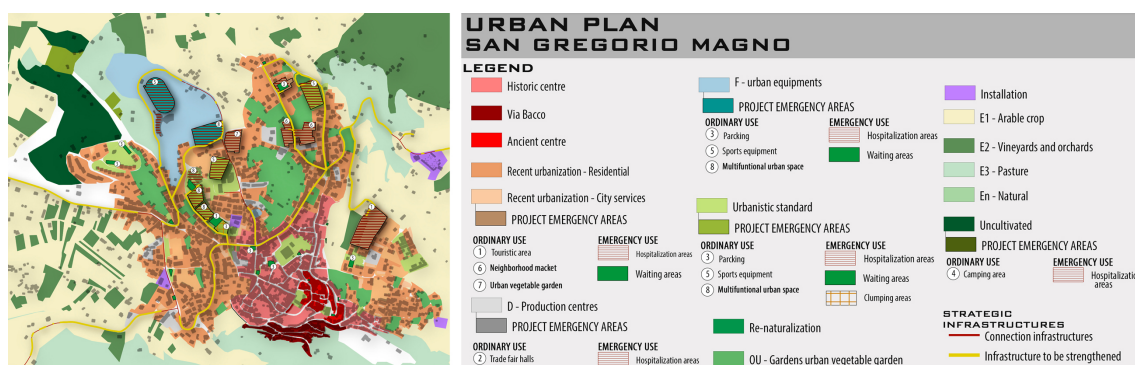 URBAN PLAN
SAN GREGORIO MAGNO
LEGEND
Historic centre
Via Bacco
Ancient centre
Recent urbanization - Residential
Recent urbanization - City services
PROJECT EMERGENCY AREAS
ORDINARY USE
1 Touristic area
6 Neighborhood macket
7 Urban vegetable garden
EMERGENCY USE
Hospitalization areas
Waiting areas
D - Production centres
PROJECT EMERGENCY AREAS
ORDINARY USE
2 Trade fair halls
EMERGENCY USE
Hospitalization areas
F - urban equipments
PROJECT EMERGENCY AREAS
ORDINARY USE
3 Parcking
5 Sports equipment
8 Multifuntional urban space
EMERGENCY USE
Hospitalization areas
Waiting areas
Urbanistic standard
PROJECT EMERGENCY AREAS
ORDINARY USE
3 Parcking
5 Sports equipment
8 Multifuntional urban space
EMERGENCY USE
Hospitalization areas
Waiting areas
Clumping areas
Re-naturalization
OU - Gardens urban vegetable garden
Installation
E1 - Arable crop
E2 - Vineyards and orchards
E3 - Pasture
En - Natural
Uncultivated
PROJECT EMERGENCY AREAS
ORDINARY USE
4 Camping area
EMERGENCY USE
Hospitalizatio
areas
STRATEGIC
INFRASTRUCTURES
Connection infrastructures
Infrastructure to be strengthened